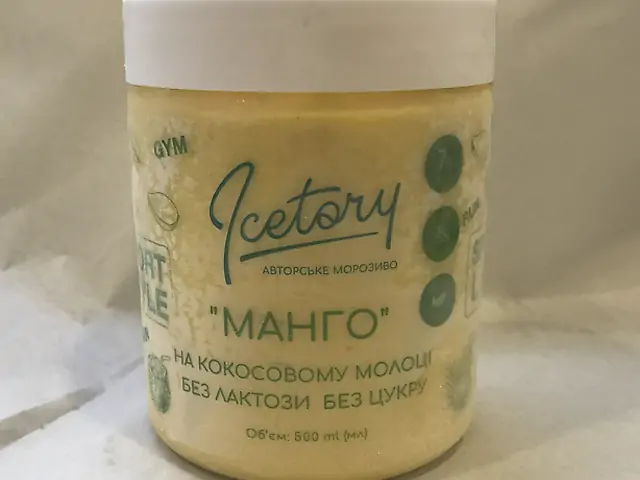 GYM
Icetory
АВТОРСЬКЕ МОРОЗИВО
"МАНГО"
НА КОКОСОВОМУ МОЛОЦІ
БЕЗ ЛАКТОЗИ БЕЗ ЦУКРУ
Об'єм: 500 ml (мл)